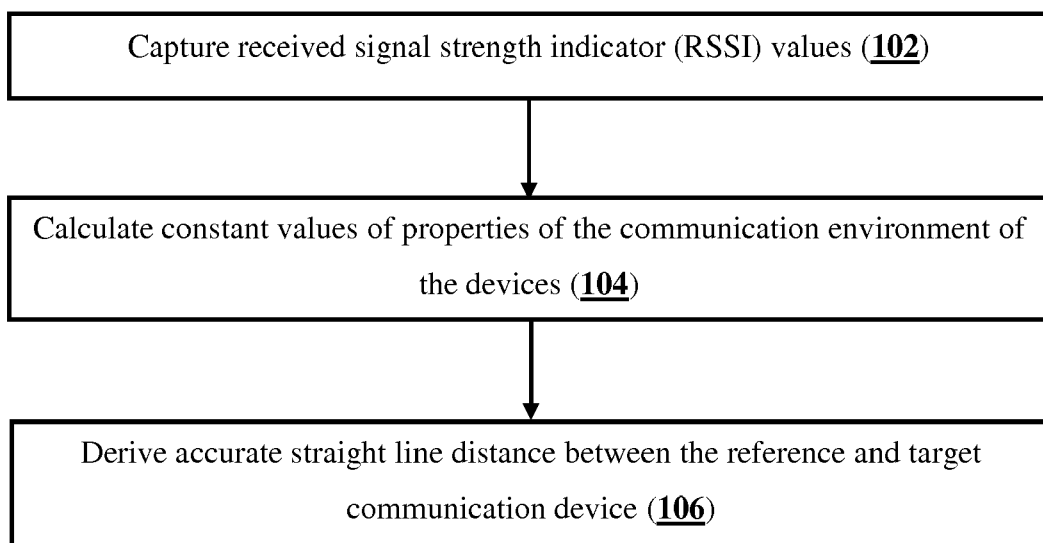 Capture received signal strength indicator (RSSI) values (102)
Calculate constant values of properties of the communication environment of
the devices (104)
Derive accurate straight line distance between the reference and target
communication device (106)